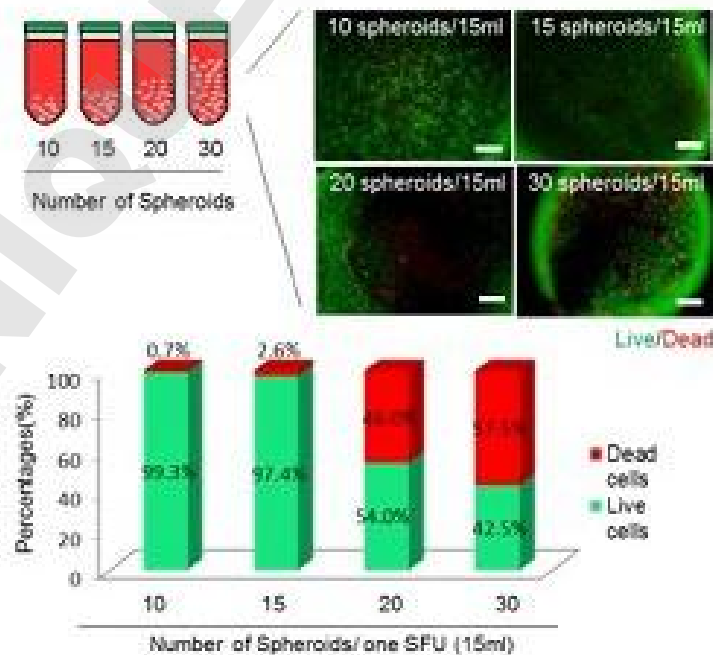 10 spheroids/15ml
15 spheroids/15ml
10 15 20 30
Number of Spheroids
20 spheroids/15ml
30 spheroids/15ml
Live/Dead
0.7%
2.6%
Percentages(%)
100
80
60
40
20
0
99.3%
97.4%
54.0%
57.5%
42.5%
Dead
cells
Live
cells
10 15 20 30
Number of Spheroids/ one SFU (15ml)